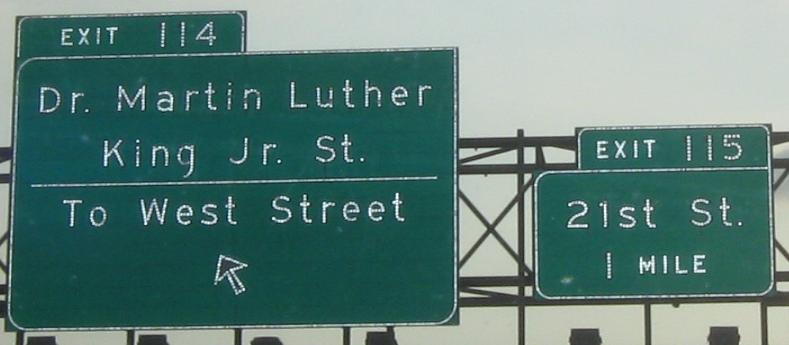 EXIT 114
Dr. Martin Luther
King Jr. St.
To West Street
EXIT 115
21st St.
1 MILE